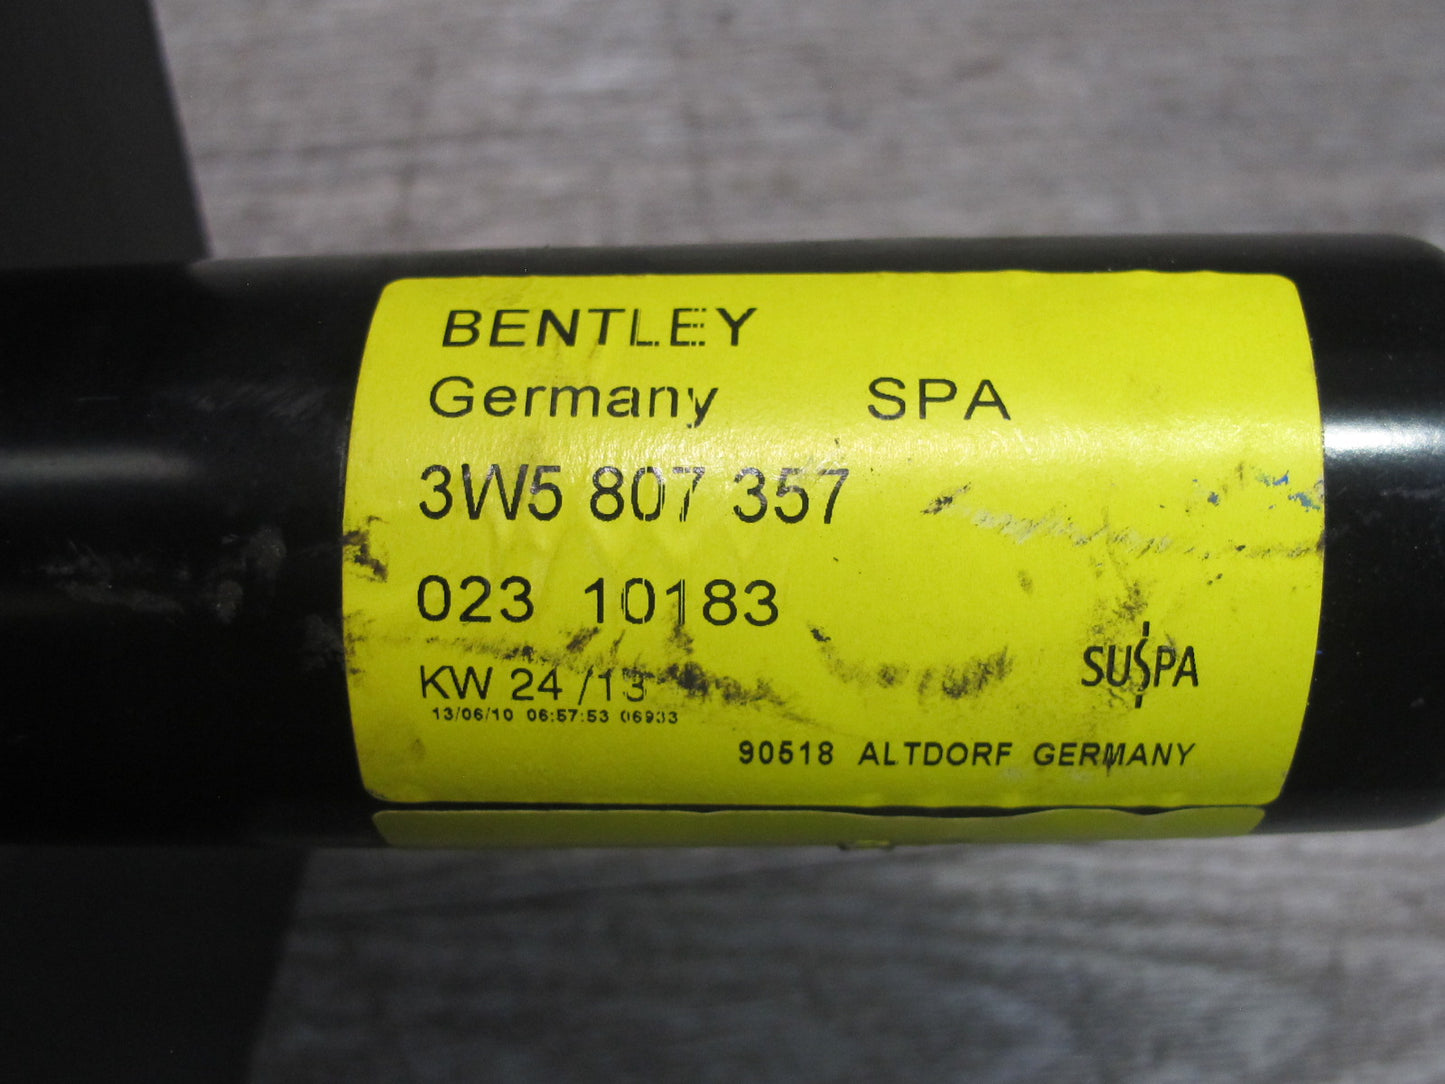 BENTLEY
Germany SPA
3W5 807 357
023 10183
KW 24/13
13/06/10 06:57:53 06933
SUSPA
90518 ALTDORF GERMANY